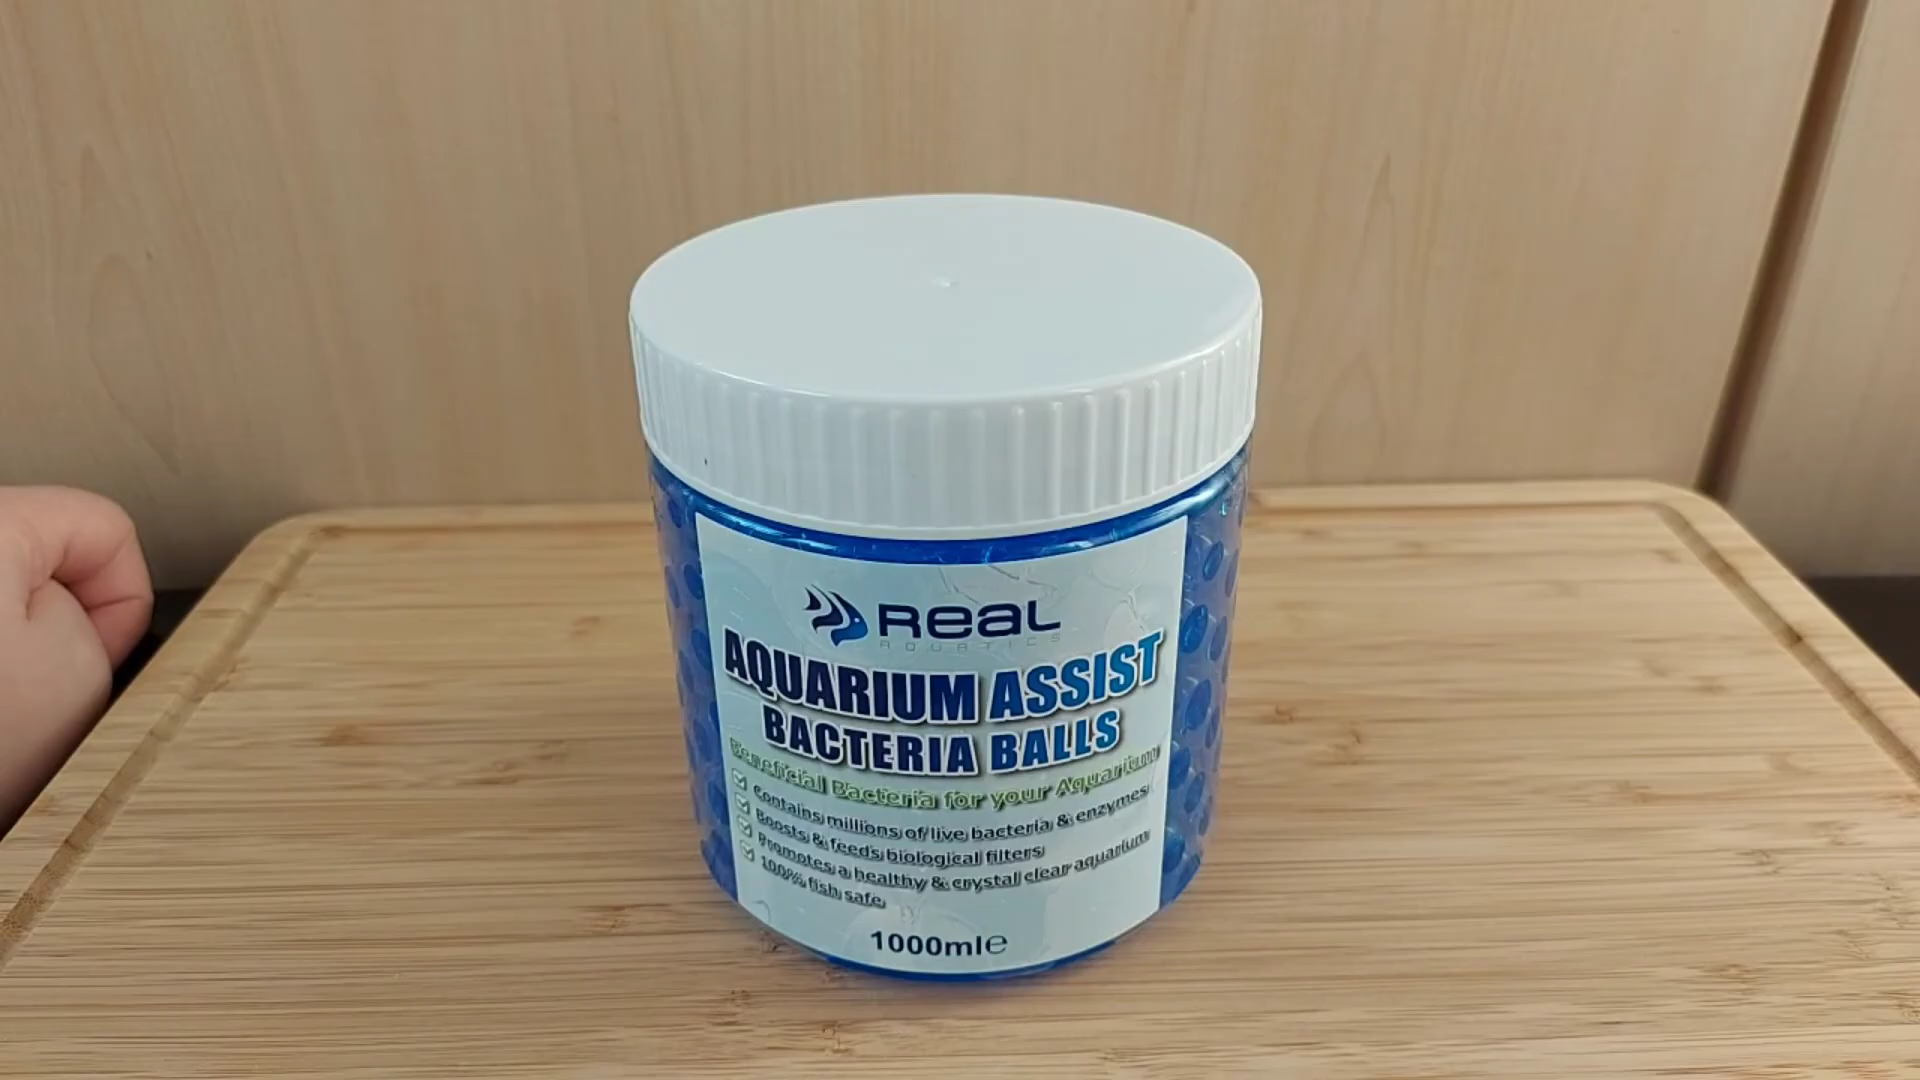 Real
AQUATICS
AQUARIUM ASSIST
BACTERIA BALLS
Beneficial Bacteria for your Aquarium
Contains millions of live bacteria & enzymes
Boosts & feeds biological filters
Promotes a healthy & crystal clear aquarium
100% fish safe
1000ml℮